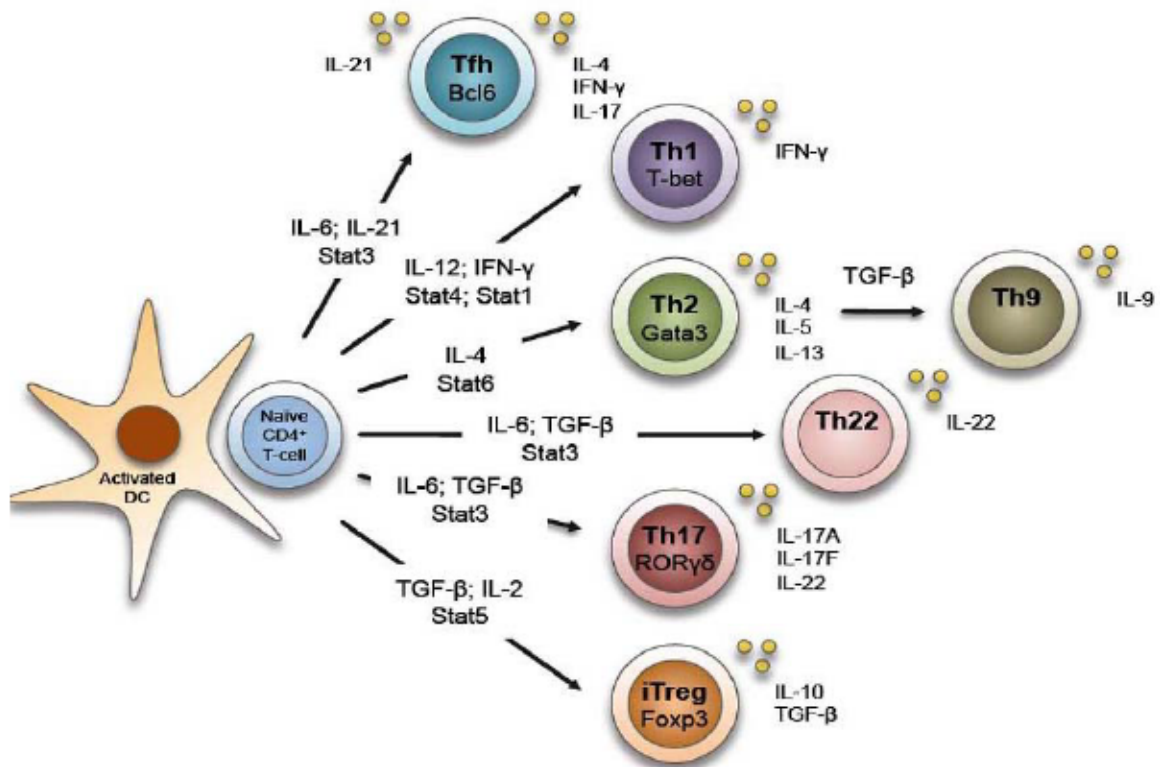 IL-21
Tfh
Bcl6
IL-4
IFN-γ
IL-17
Th1
T-bet
IFN-γ
IL-6; IL-21
Stat3
IL-12; IFN-γ
Stat4; Stat1
Th2
Gata3
IL-4
IL-5
IL-13
TGF-β
Th9
IL-9
IL-4
Stat6
Th22
IL-22
IL-6; TGF-β
Stat3
Naïve
CD4+
T-cell
Activated
DC
IL-6; TGF-β
Stat3
Th17
RORγδ
IL-17A
IL-17F
IL-22
TGF-β; IL-2
Stat5
iTreg
Foxp3
IL-10
TGF-β